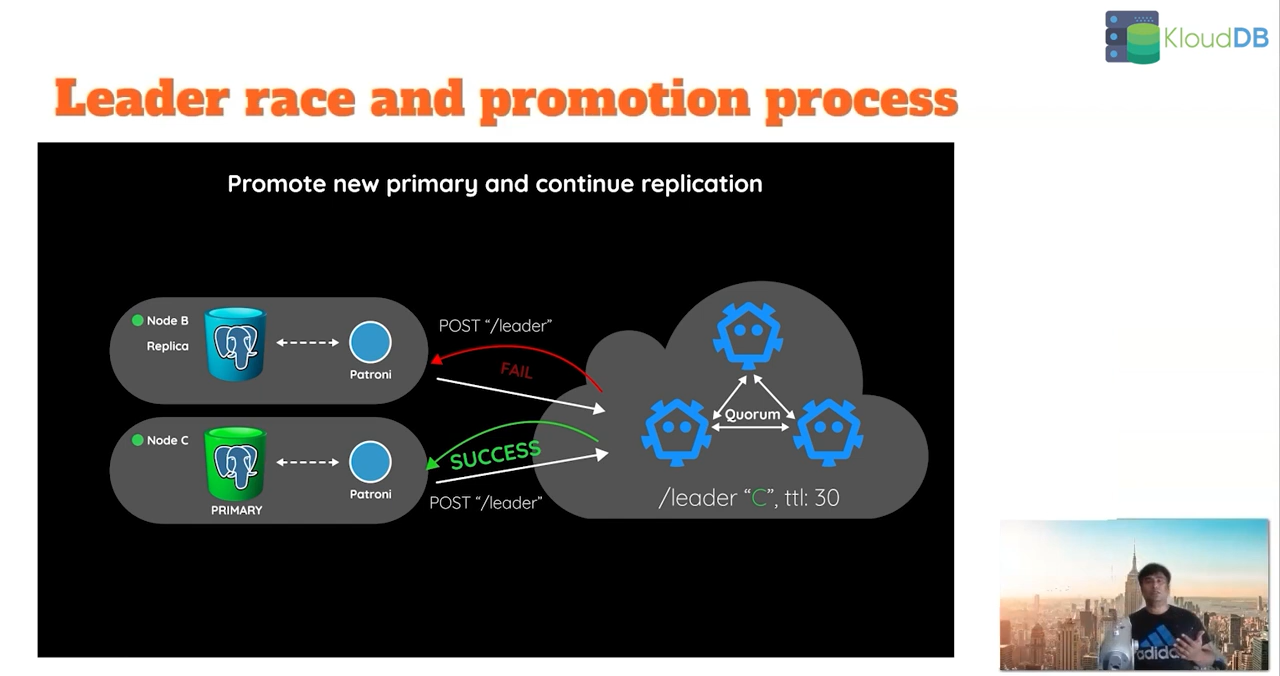 KloudDB
Leader race and promotion process
Promote new primary and continue replication
Node B
Replica
Patroni
POST “/leader”
FAIL
Node C
PRIMARY
Patroni
SUCCESS
POST “/leader”
Quorum
/leader “C”, ttl: 30
adidas